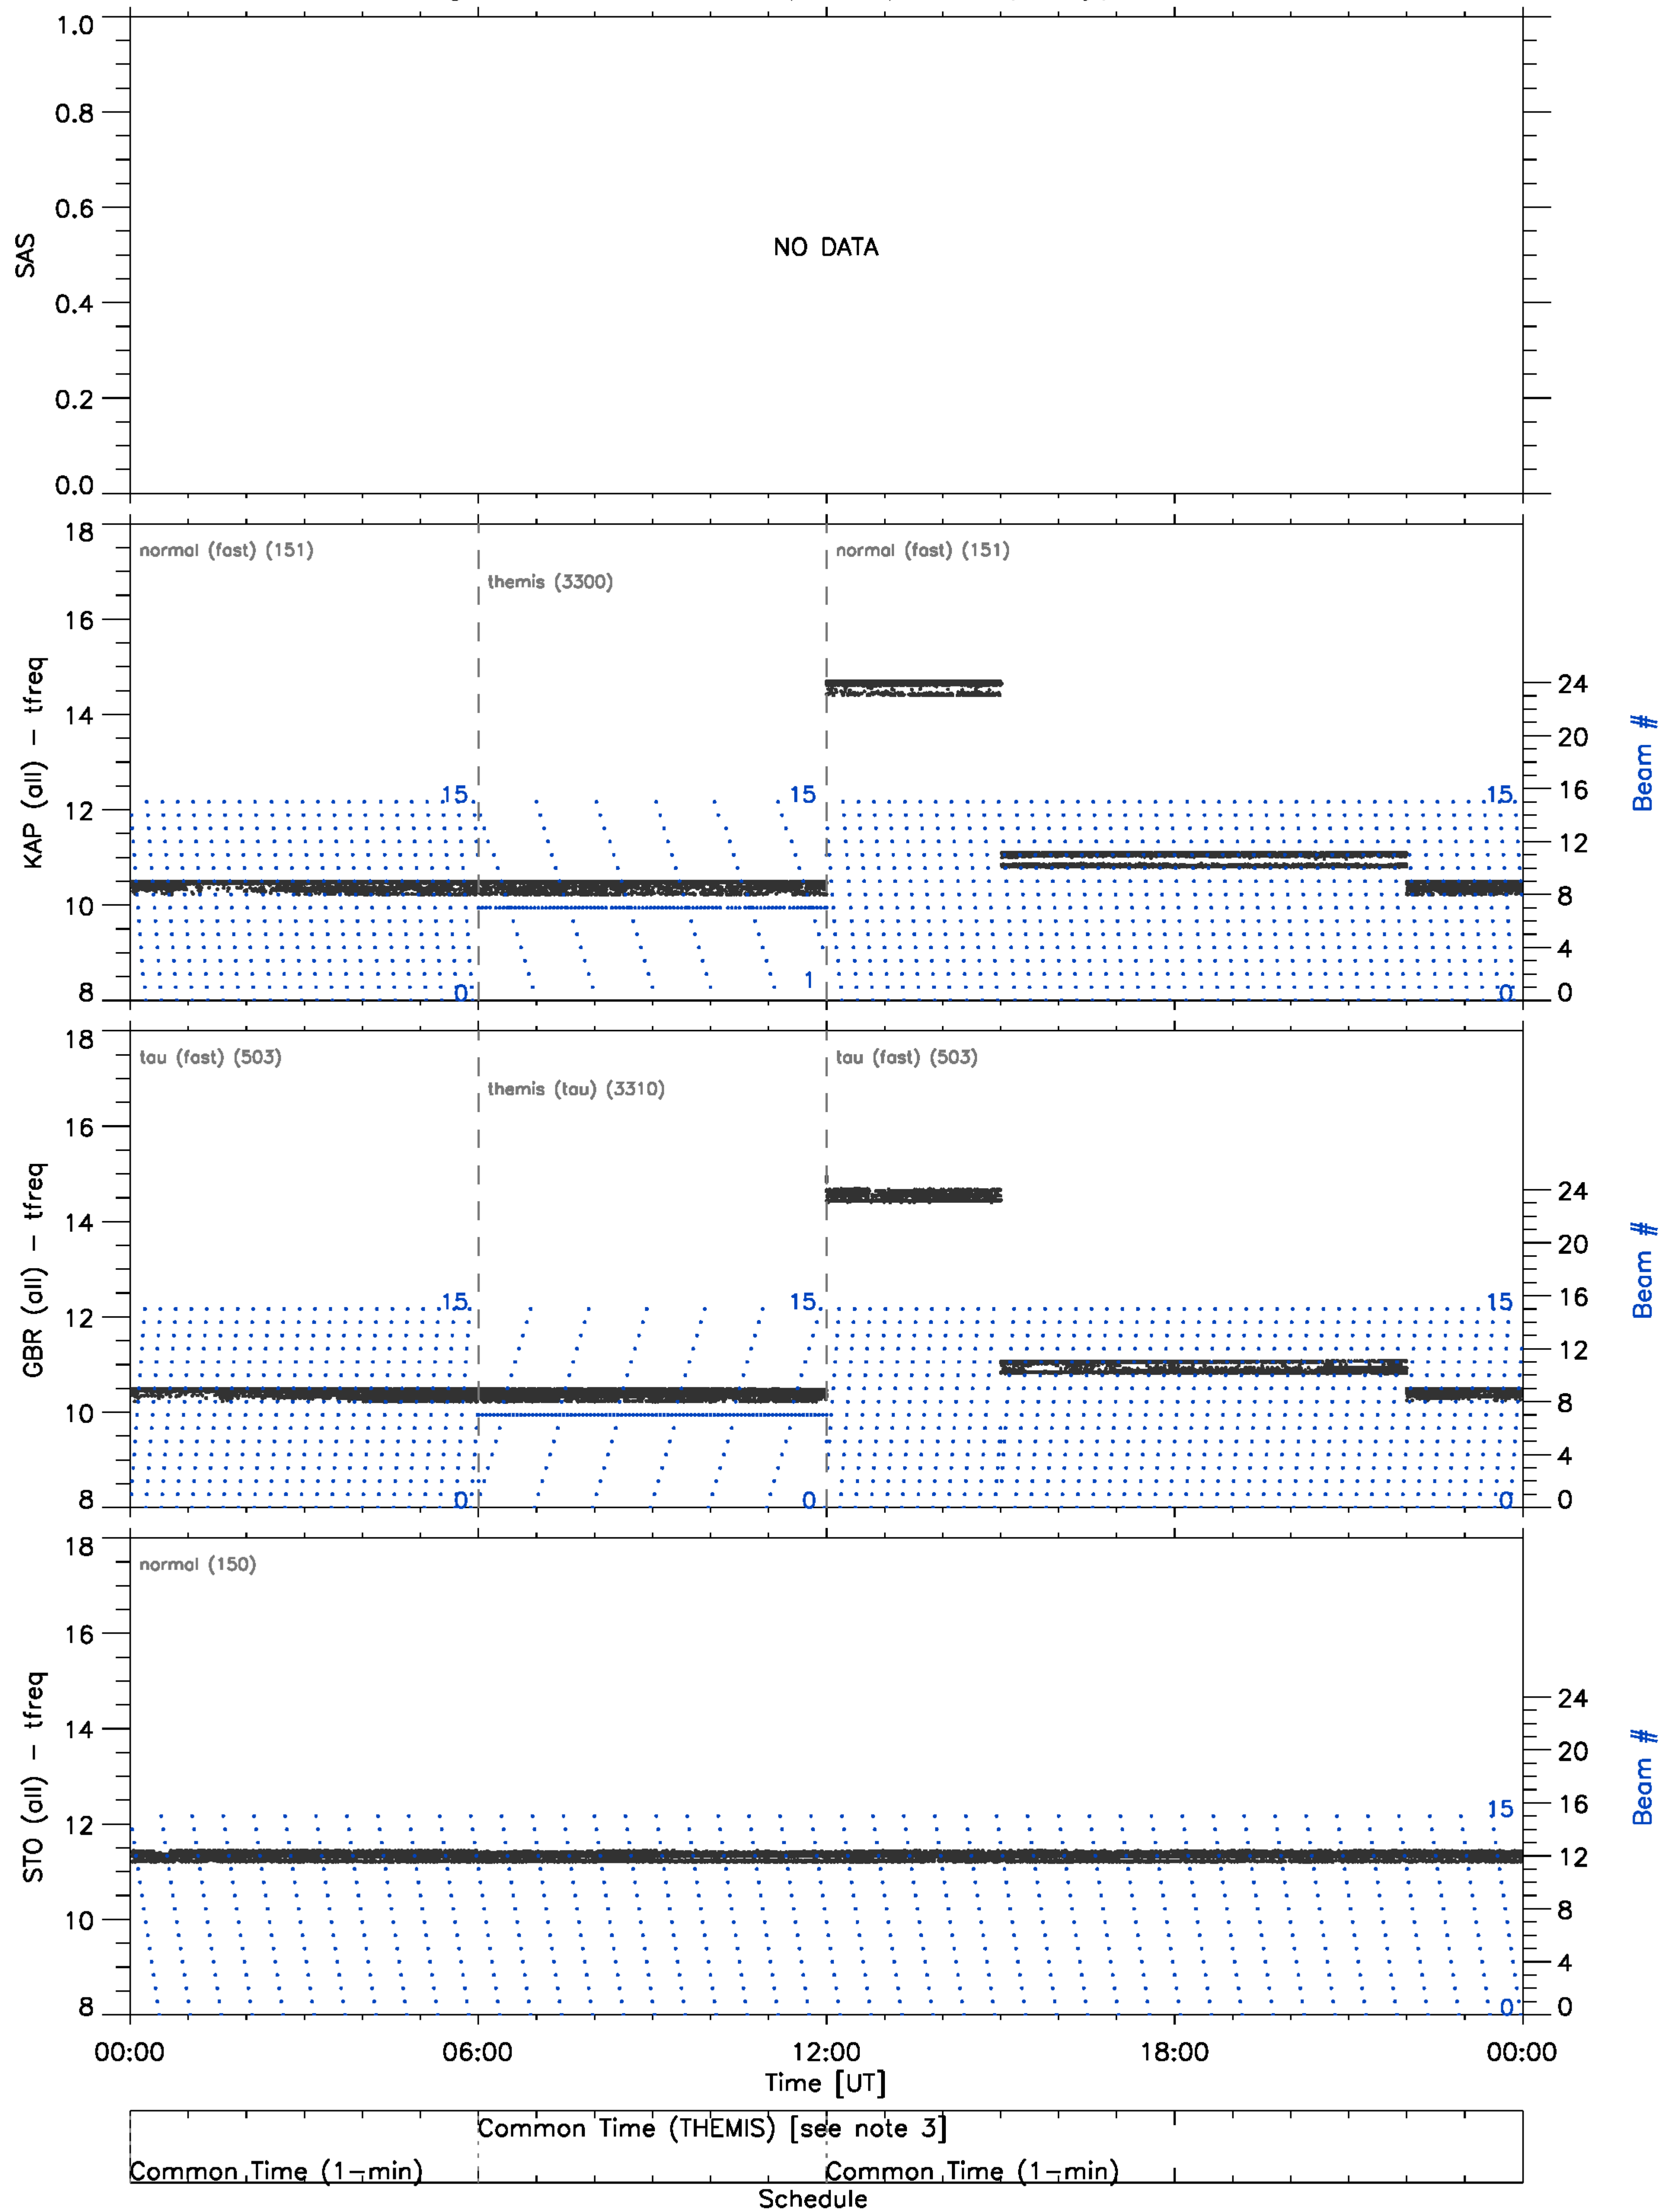 1.0
0.8
0.6
0.4
0.2
0.0
SAS
NO DATA
18
16
14
12
10
8
KAP (all) − tfreq
normal (fast) (151)
themis (3300)
normal (fast) (151)
15
15
15
0
1
0
24
20
16
12
8
4
0
Beam #
18
16
14
12
10
8
GBR (all) − tfreq
tau (fast) (503)
themis (tau) (3310)
tau (fast) (503)
15
15
15
0
0
0
24
20
16
12
8
4
0
Beam #
18
16
14
12
10
8
STO (all) − tfreq
normal (150)
15
0
24
20
16
12
8
4
0
Beam #
00:00 06:00 12:00 18:00 00:00
Time [UT]
Common Time (THEMIS) [see note 3]
Common Time (1−min) Common Time (1−min)
Schedule